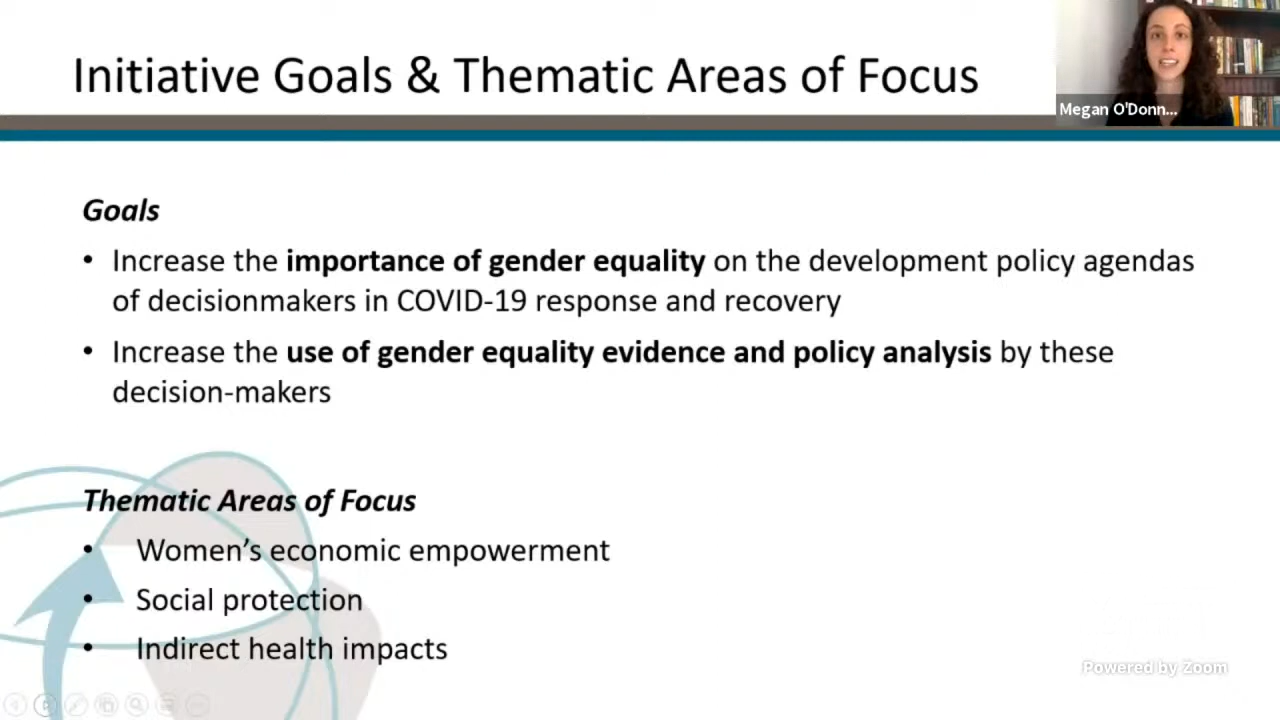 Initiative Goals & Thematic Areas of Focus
Megan O'Donn...
Goals
• Increase the importance of gender equality on the development policy agendas
of decisionmakers in COVID-19 response and recovery
• Increase the use of gender equality evidence and policy analysis by these
decision-makers
Thematic Areas of Focus
• Women's economic empowerment
• Social protection
• Indirect health impacts
Powered by Zoom